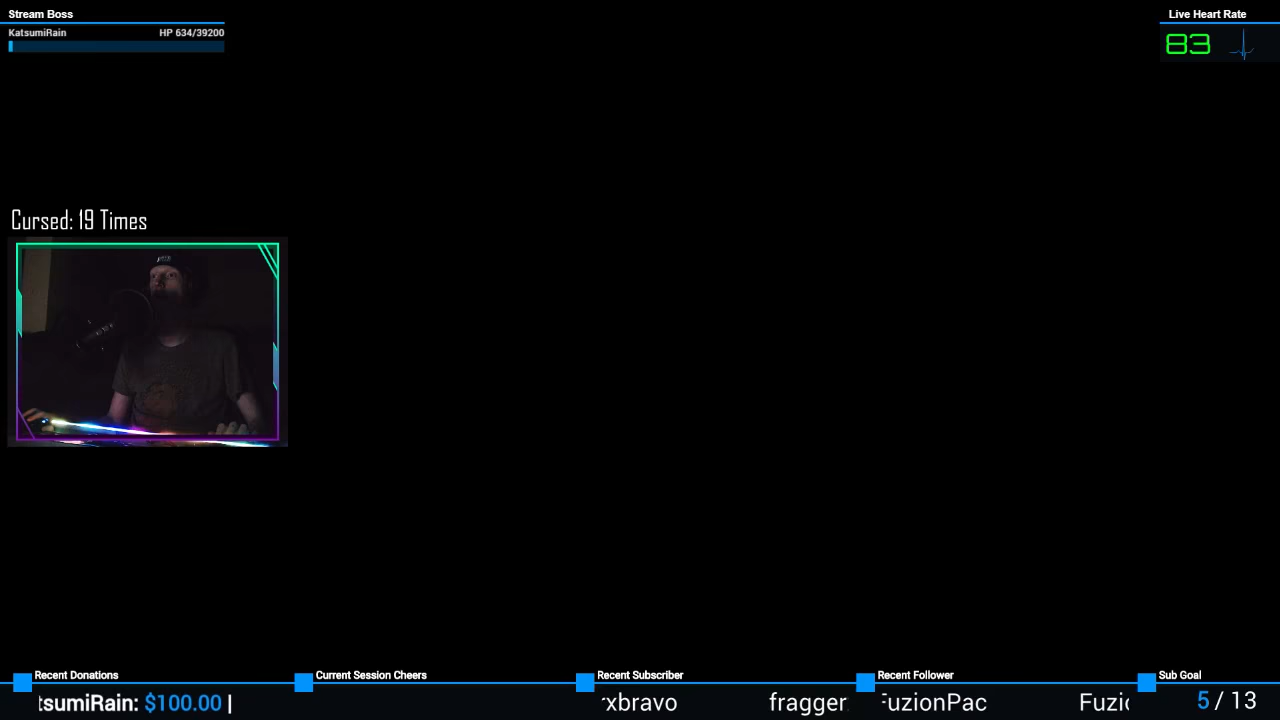 Stream Boss
KatsumiRain HP 634/39200
Live Heart Rate
83
Cursed: 19 Times
Recent Donations
tsumiRain: $100.00 |
Current Session Cheers
Recent Subscriber
xbravo fragger
Recent Follower
FuzionPac Fuzi
Sub Goal
5 / 13